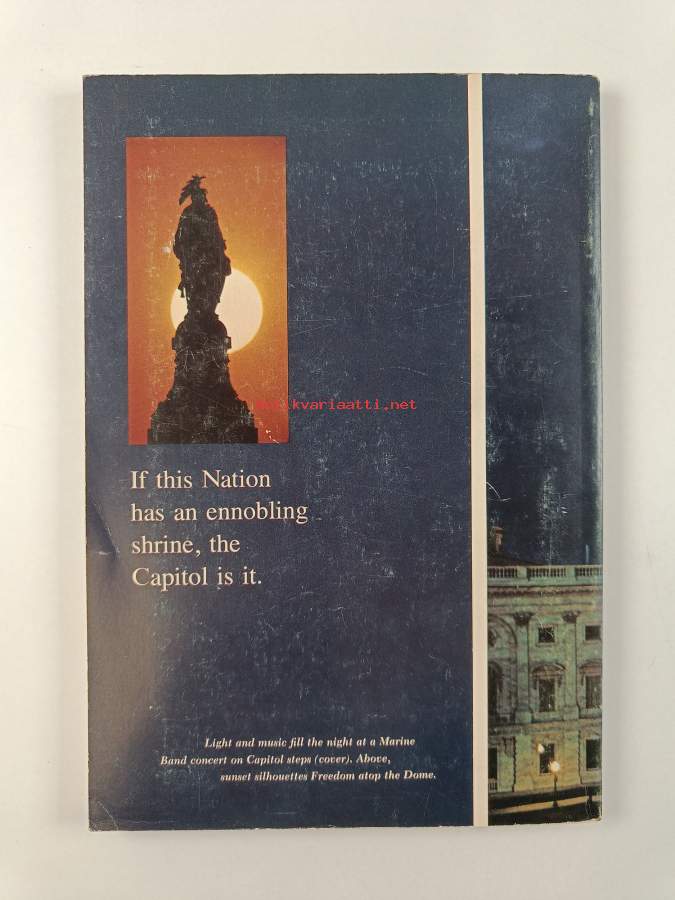 antikvariaatti.net
If this Nation
has an ennobling
shrine, the
Capitol is it.
Light and music fill the night at a Marine
Band concert on Capitol steps (cover). Above,
sunset silhouettes Freedom atop the Dome.